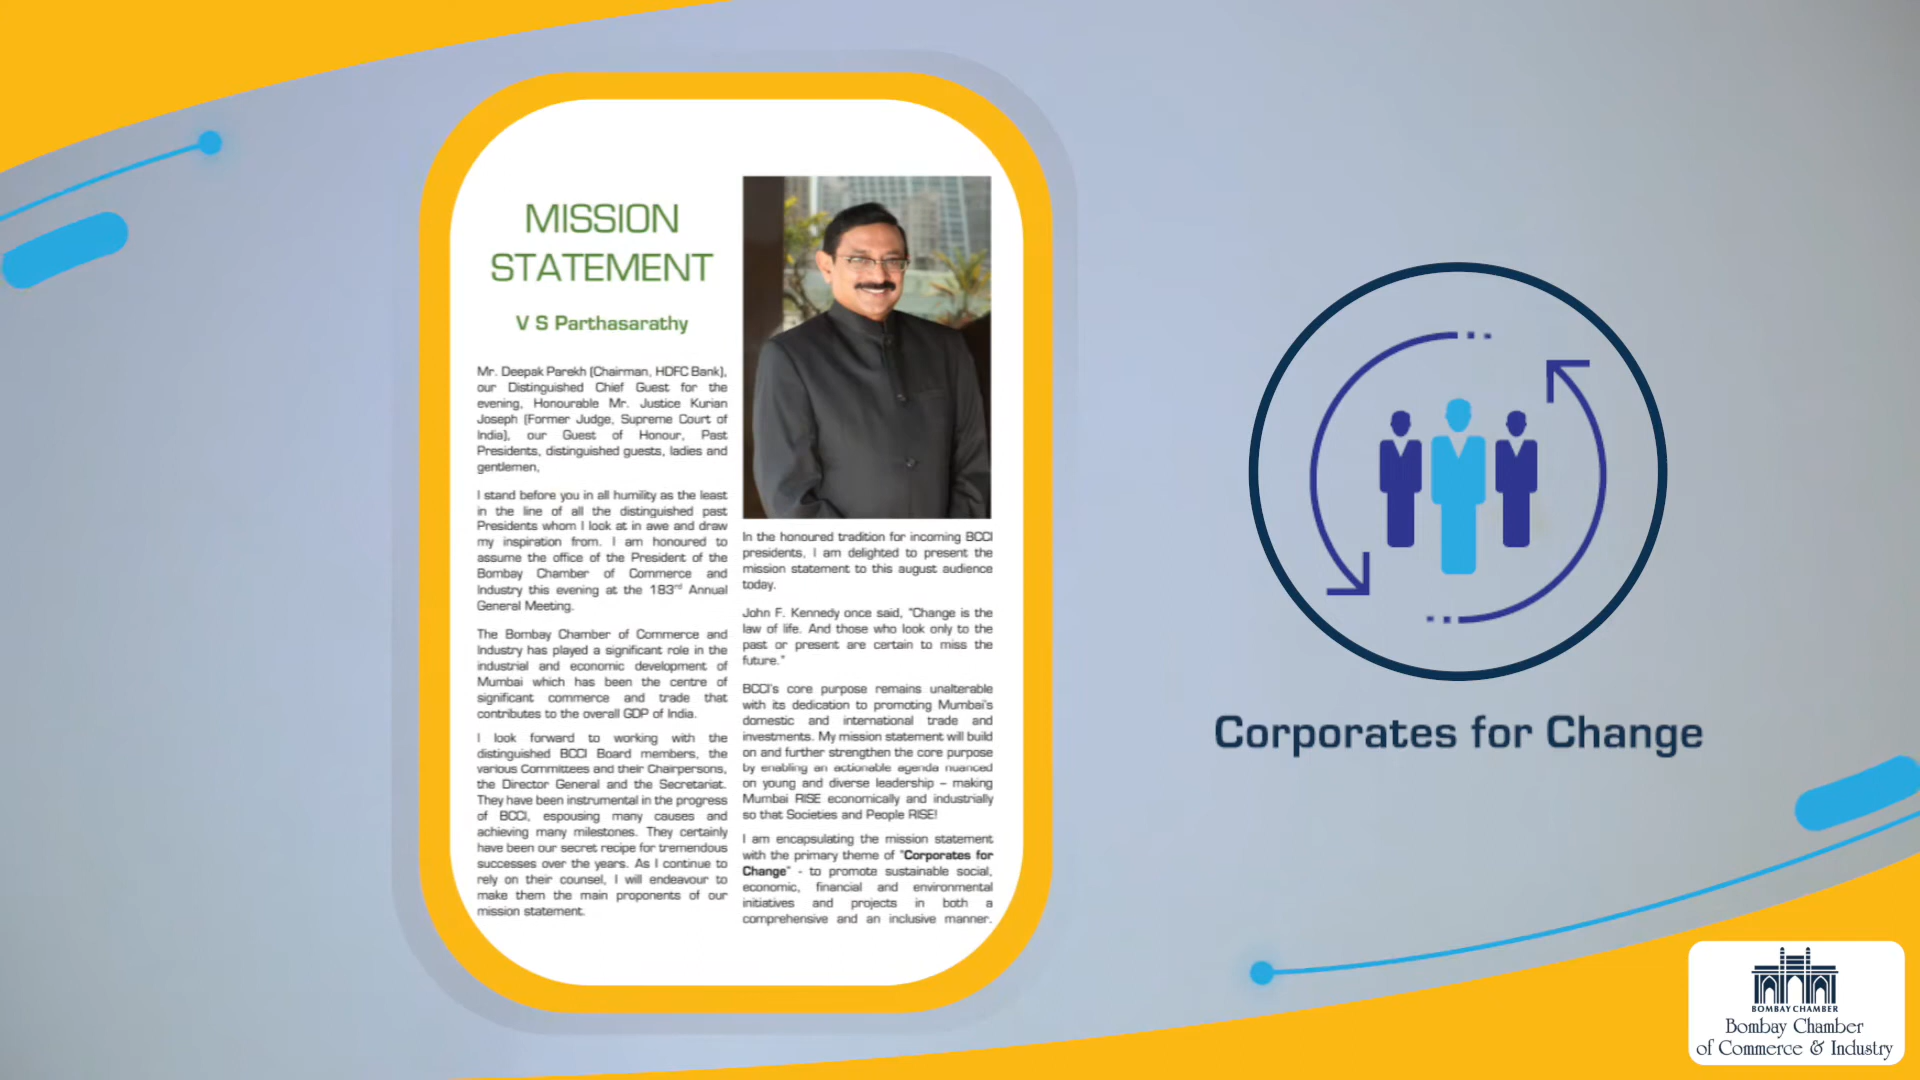 MISSION
STATEMENT
V S Parthasarathy
Mr. Deepak Parekh (Chairman, HDFC Bank),
our Distinguished Chief Guest for the
evening, Honourable Mr. Justice Kurian
Joseph (Former Judge, Supreme Court of
India), our Guest of Honour, Past
Presidents, distinguished guests, ladies and
gentlemen,
I stand before you in all humility as the least
in the line of all the distinguished past
Presidents whom I look at in awe and draw
my inspiration from. I am honoured to
assume the office of the President of the
Bombay Chamber of Commerce and
Industry this evening at the 183rd Annual
General Meeting.
The Bombay Chamber of Commerce and
Industry has played a significant role in the
industrial and economic development of
Mumbai which has been the centre of
significant commerce and trade that
contributes to the overall GDP of India.
I look forward to working with the
distinguished BCCI Board members, the
various Committees and their Chairpersons,
the Director General and the Secretariat.
They have been instrumental in the progress
of BCCI, espousing many causes and
achieving many milestones. They certainly
have been our secret recipe for tremendous
successes over the years. As I continue to
rely on their counsel, I will endeavour to
make them the main proponents of our
mission statement.
In the honoured tradition for incoming BCCI
presidents, I am delighted to present the
mission statement to this august audience
today.
John F. Kennedy once said, "Change is the
law of life. And those who look only to the
past or present are certain to miss the
future."
BCCI's core purpose remains unalterable
with its dedication to promoting Mumbai's
domestic and international trade and
investments. My mission statement will build
on and further strengthen the core purpose
by enabling an actionable agenda nuanced
on young and diverse leadership – making
Mumbai RISE economically and industrially
so that Societies and People RISE!
I am encapsulating the mission statement
with the primary theme of "Corporates for
Change" - to promote sustainable social,
economic, financial and environmental
initiatives and projects in both a
comprehensive and an inclusive manner.
Corporates for Change
BOMBAY CHAMBER
Bombay Chamber
of Commerce & Industry